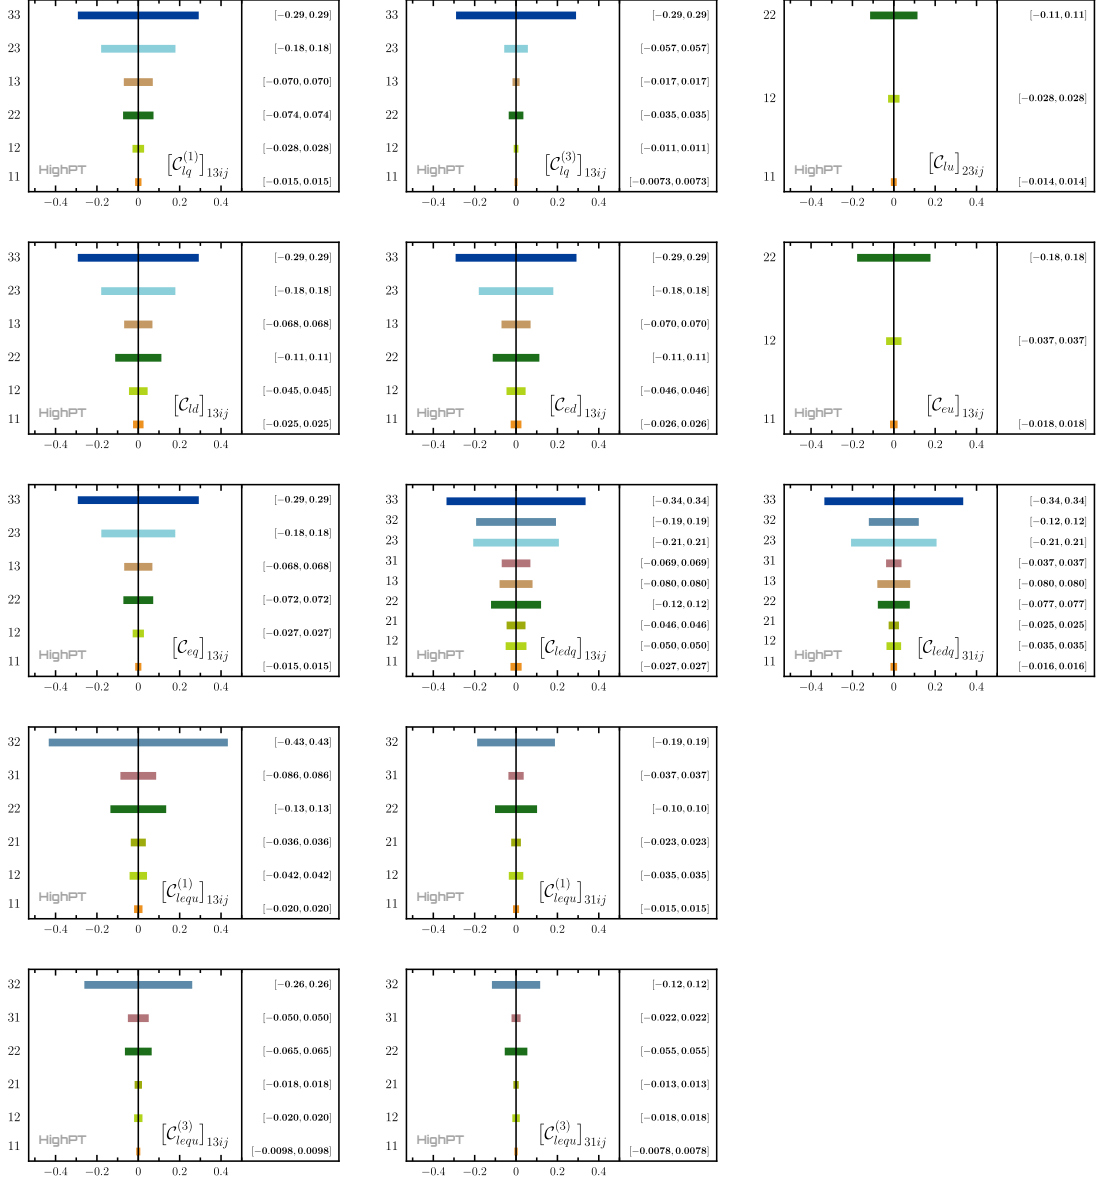 33 [−0.29, 0.29]
23 [−0.18, 0.18]
13 [−0.070, 0.070]
22 [−0.074, 0.074]
12 [−0.028, 0.028]
HighPT [C_{lq}^{(1)}]_{13ij}
11 [−0.015, 0.015]
−0.4 −0.2 0 0.2 0.4
33 [−0.29, 0.29]
23 [−0.057, 0.057]
13 [−0.017, 0.017]
22 [−0.035, 0.035]
12 [−0.011, 0.011]
HighPT [C_{lq}^{(3)}]_{13ij}
11 [−0.0073, 0.0073]
−0.4 −0.2 0 0.2 0.4
22 [−0.11, 0.11]
12 [−0.028, 0.028]
HighPT [C_{lu}]_{23ij}
11 [−0.014, 0.014]
−0.4 −0.2 0 0.2 0.4
33 [−0.29, 0.29]
23 [−0.18, 0.18]
13 [−0.068, 0.068]
22 [−0.11, 0.11]
12 [−0.045, 0.045]
HighPT [C_{ld}]_{13ij}
11 [−0.025, 0.025]
−0.4 −0.2 0 0.2 0.4
33 [−0.29, 0.29]
23 [−0.18, 0.18]
13 [−0.070, 0.070]
22 [−0.11, 0.11]
12 [−0.046, 0.046]
HighPT [C_{ed}]_{13ij}
11 [−0.026, 0.026]
−0.4 −0.2 0 0.2 0.4
22 [−0.18, 0.18]
12 [−0.037, 0.037]
HighPT [C_{eu}]_{13ij}
11 [−0.018, 0.018]
−0.4 −0.2 0 0.2 0.4
33 [−0.29, 0.29]
23 [−0.18, 0.18]
13 [−0.068, 0.068]
22 [−0.072, 0.072]
12 [−0.027, 0.027]
HighPT [C_{eq}]_{13ij}
11 [−0.015, 0.015]
−0.4 −0.2 0 0.2 0.4
33 [−0.34, 0.34]
32 [−0.19, 0.19]
23 [−0.21, 0.21]
31 [−0.069, 0.069]
13 [−0.080, 0.080]
22 [−0.12, 0.12]
21 [−0.046, 0.046]
12 [−0.050, 0.050]
HighPT [C_{ledq}]_{13ij}
11 [−0.027, 0.027]
−0.4 −0.2 0 0.2 0.4
33 [−0.34, 0.34]
32 [−0.12, 0.12]
23 [−0.21, 0.21]
31 [−0.037, 0.037]
13 [−0.080, 0.080]
22 [−0.077, 0.077]
21 [−0.025, 0.025]
12 [−0.035, 0.035]
HighPT [C_{ledq}]_{31ij}
11 [−0.016, 0.016]
−0.4 −0.2 0 0.2 0.4
32 [−0.43, 0.43]
31 [−0.086, 0.086]
22 [−0.13, 0.13]
21 [−0.036, 0.036]
12 [−0.042, 0.042]
HighPT [C_{lequ}^{(1)}]_{13ij}
11 [−0.020, 0.020]
−0.4 −0.2 0 0.2 0.4
32 [−0.19, 0.19]
31 [−0.037, 0.037]
22 [−0.10, 0.10]
21 [−0.023, 0.023]
12 [−0.035, 0.035]
HighPT [C_{lequ}^{(1)}]_{31ij}
11 [−0.015, 0.015]
−0.4 −0.2 0 0.2 0.4
32 [−0.26, 0.26]
31 [−0.050, 0.050]
22 [−0.065, 0.065]
21 [−0.018, 0.018]
12 [−0.020, 0.020]
HighPT [C_{lequ}^{(3)}]_{13ij}
11 [−0.0098, 0.0098]
−0.4 −0.2 0 0.2 0.4
32 [−0.12, 0.12]
31 [−0.022, 0.022]
22 [−0.055, 0.055]
21 [−0.013, 0.013]
12 [−0.018, 0.018]
HighPT [C_{lequ}^{(3)}]_{31ij}
11 [−0.0078, 0.0078]
−0.4 −0.2 0 0.2 0.4